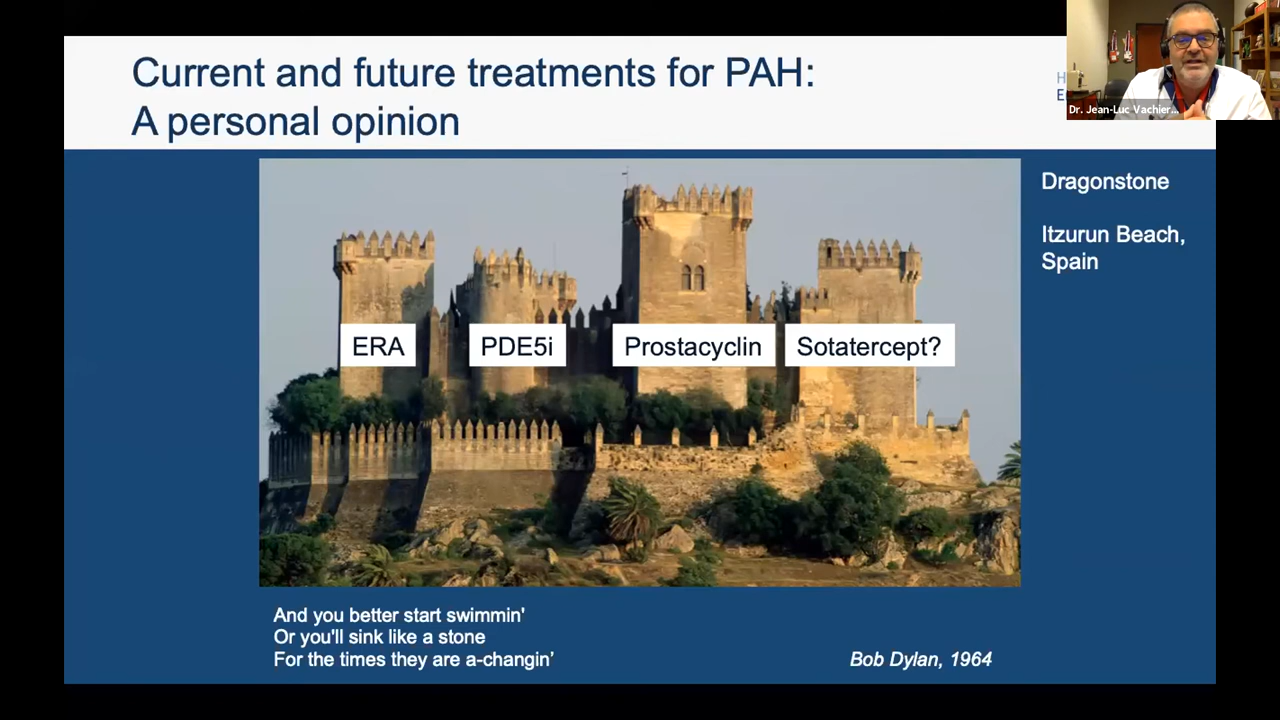 Current and future treatments for PAH:
A personal opinion
H
E
Dr. Jean-Luc Vachier...
Dragonstone
Itzurun Beach,
Spain
ERA
PDE5i
Prostacyclin
Sotatercept?
And you better start swimmin'
Or you'll sink like a stone
For the times they are a-changin’
Bob Dylan, 1964